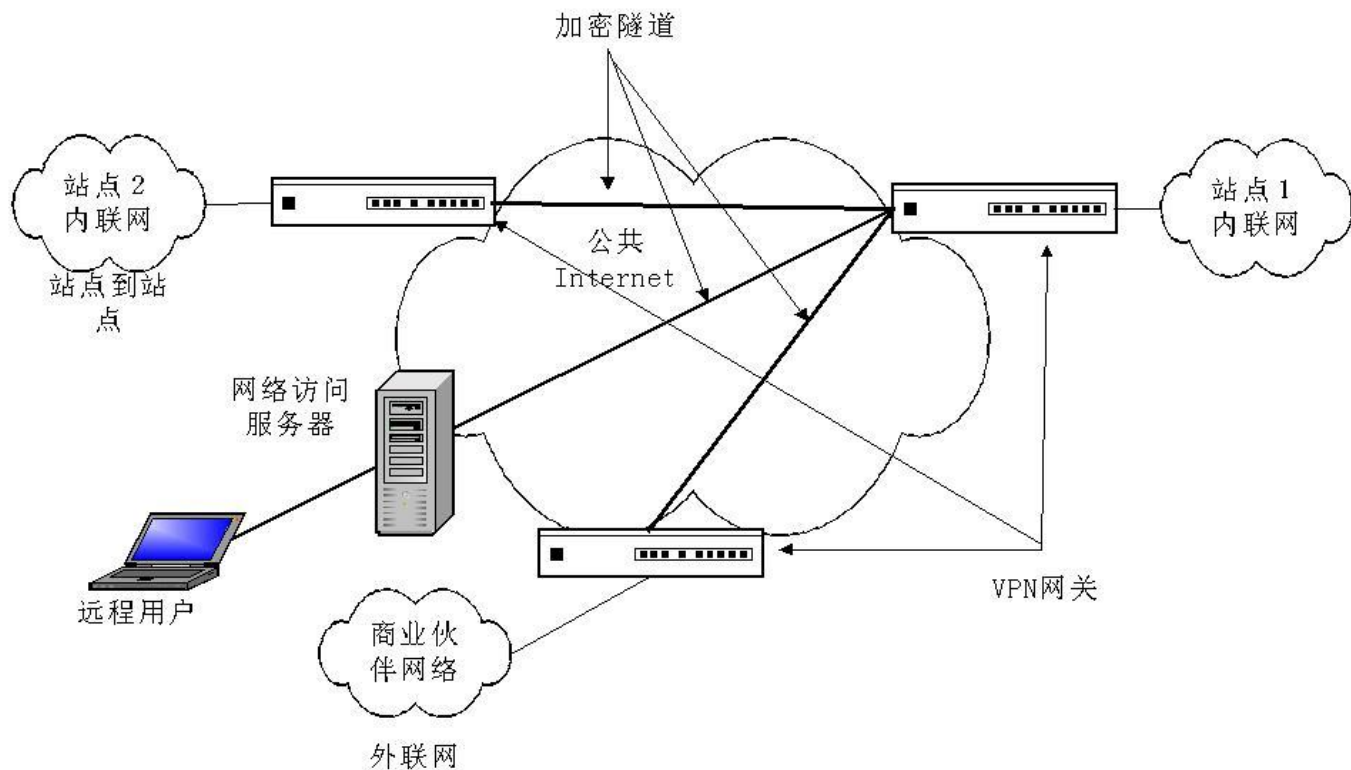 加密隧道
站点2
内联网
站点到站
点
站点1
内联网
公共
Internet
网络访问
服务器
远程用户
VPN网关
商业伙
伴网络
外联网